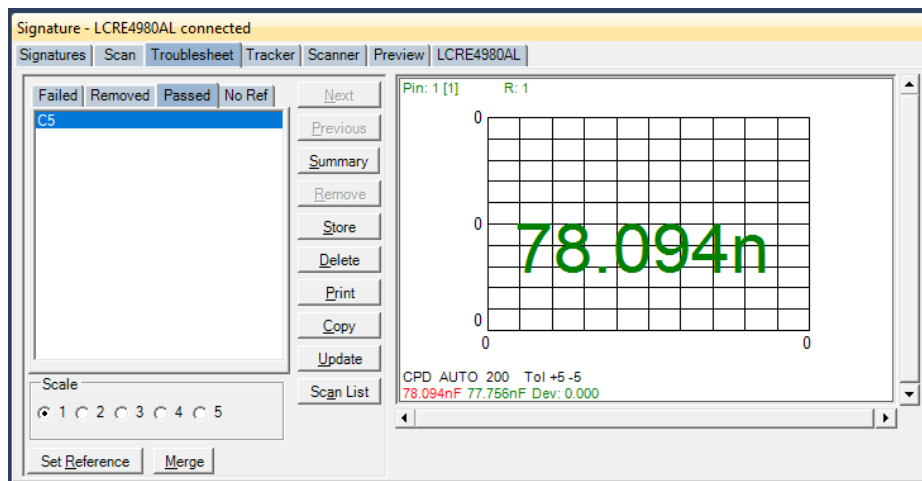 Signature - LCRE4980AL connected
Signatures Scan Troublesheet Tracker Scanner Preview LCRE4980AL
Failed Removed Passed No Ref
C5
Next
Previous
Summary
Remove
Store
Delete
Print
Copy
Update
Scan List
Scale
1 2 3 4 5
Set Reference Merge
Pin: 1 [1] R: 1
0
0
78.094n
0
0 0
CPD AUTO 200 Tol +5 -5
78.094nF 77.756nF Dev: 0.000